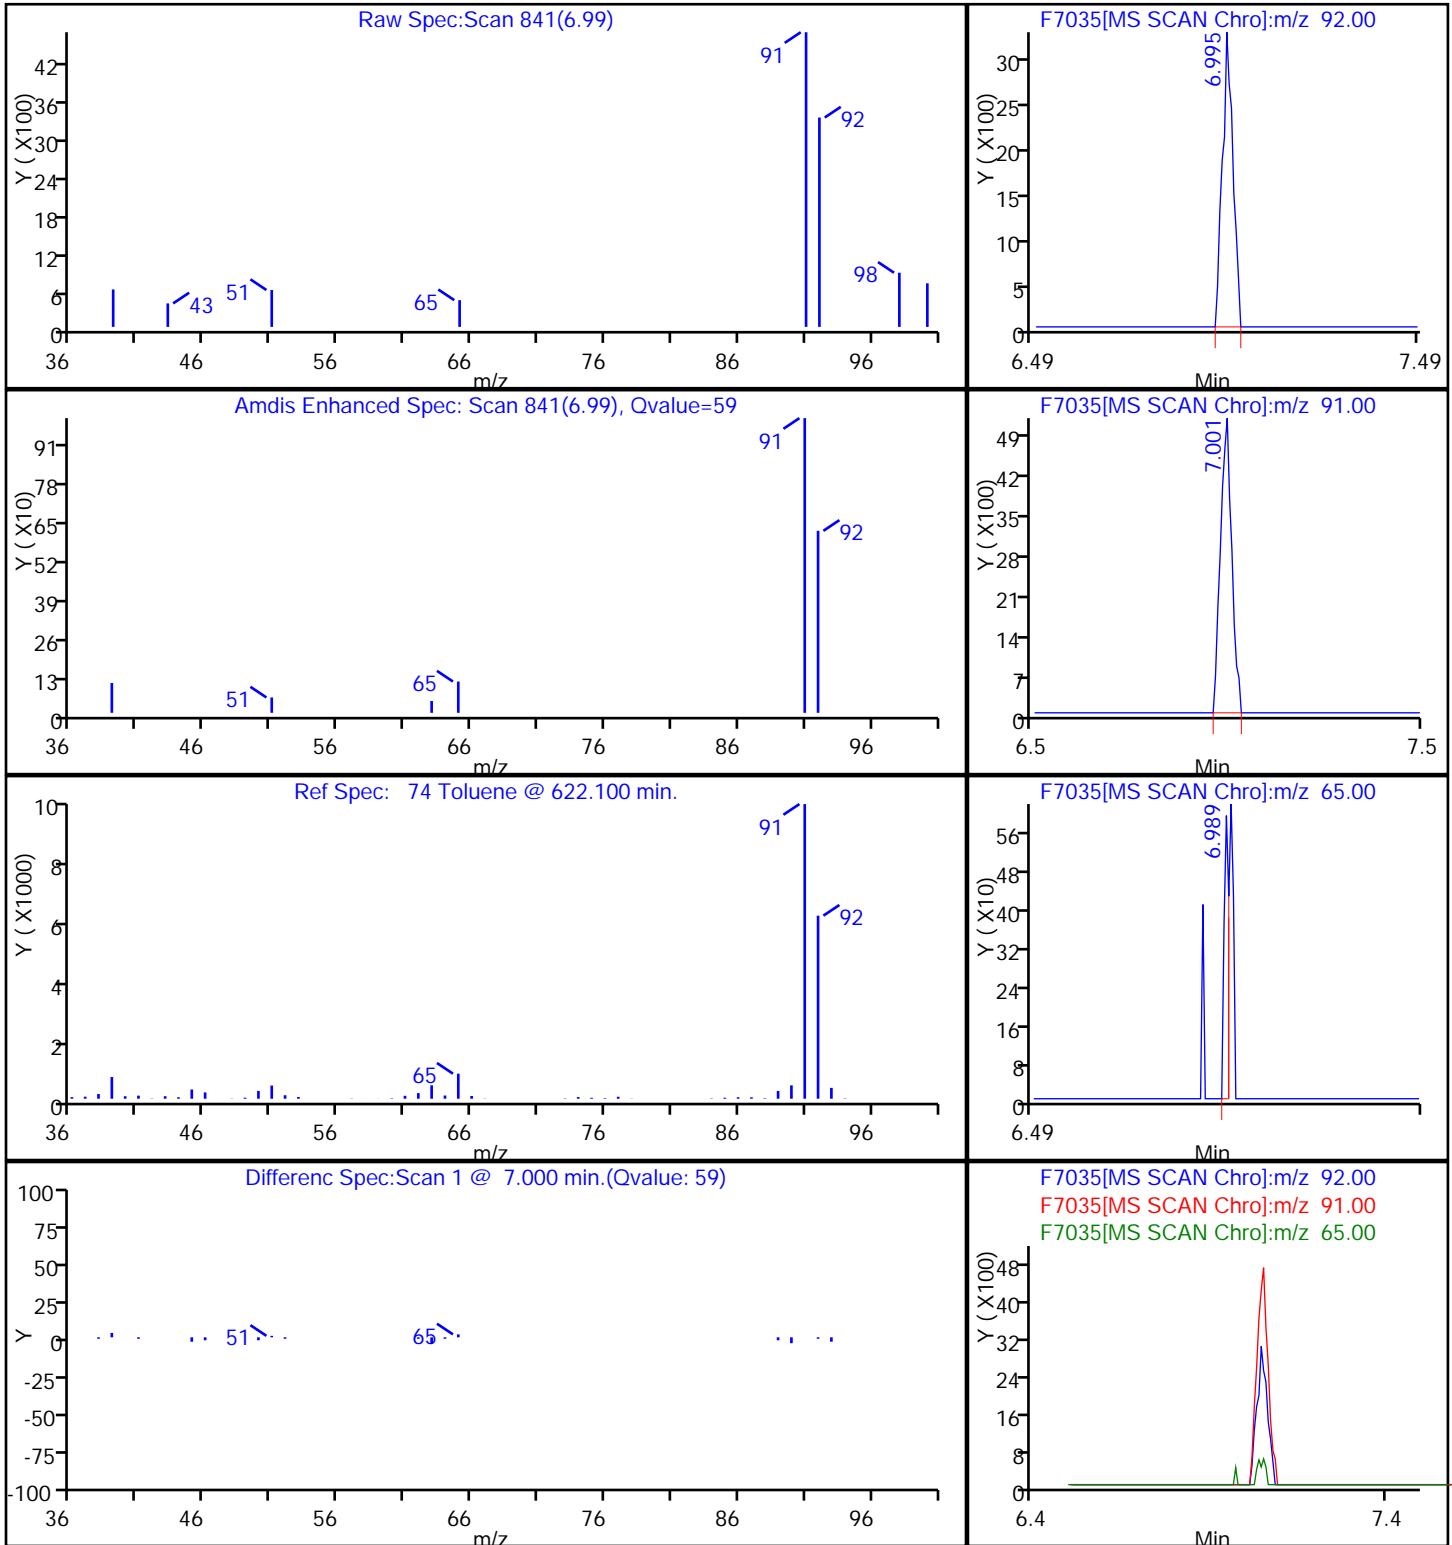 Raw Spec:Scan 841(6.99)
Y ( X100)
42
36
30
24
18
12
6
0
91
92
98
43
51
65
36 46 56 66 76 86 96
m/z
F7035[MS SCAN Chro]:m/z 92.00
Y ( X100)
30
25
20
15
10
5
0
6.995
6.49 7.49
Min
Amdis Enhanced Spec: Scan 841(6.99), Qvalue=59
Y ( X10)
91
78
65
52
39
26
13
0
91
92
51
65
36 46 56 66 76 86 96
m/z
F7035[MS SCAN Chro]:m/z 91.00
Y ( X100)
49
42
35
28
21
14
7
0
7.001
6.5 7.5
Min
Ref Spec: 74 Toluene @ 622.100 min.
Y ( X1000)
10
8
6
4
2
0
91
92
65
36 46 56 66 76 86 96
m/z
F7035[MS SCAN Chro]:m/z 65.00
Y ( X10)
56
48
40
32
24
16
8
0
6.989
6.49
Min
Differenc Spec:Scan 1 @ 7.000 min.(Qvalue: 59)
Y
100
75
50
25
0
-25
-50
-75
-100
51
65
36 46 56 66 76 86 96
m/z
F7035[MS SCAN Chro]:m/z 92.00
F7035[MS SCAN Chro]:m/z 91.00
F7035[MS SCAN Chro]:m/z 65.00
Y ( X100)
48
40
32
24
16
8
0
6.4 7.4
Min